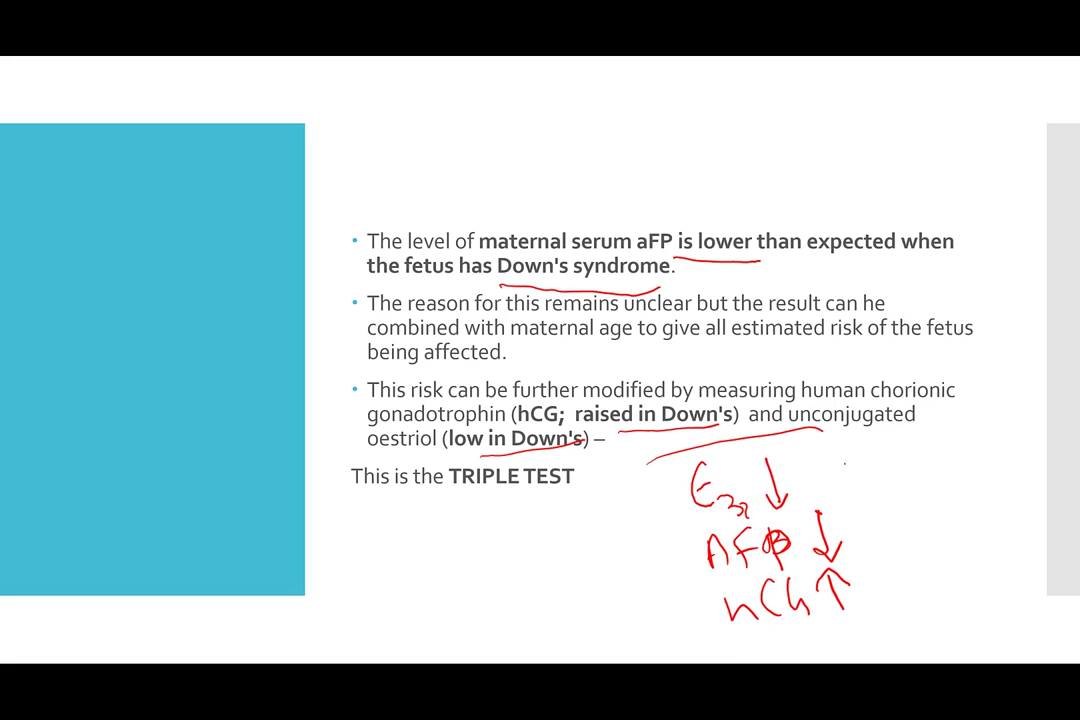 • The level of maternal serum aFP is lower than expected when
the fetus has Down's syndrome.
• The reason for this remains unclear but the result can he
combined with maternal age to give all estimated risk of the fetus
being affected.
• This risk can be further modified by measuring human chorionic
gonadotrophin (hCG; raised in Down's) and unconjugated
oestriol (low in Down's) –
This is the TRIPLE TEST
E3 ↓
AFP ↓
hCG ↑